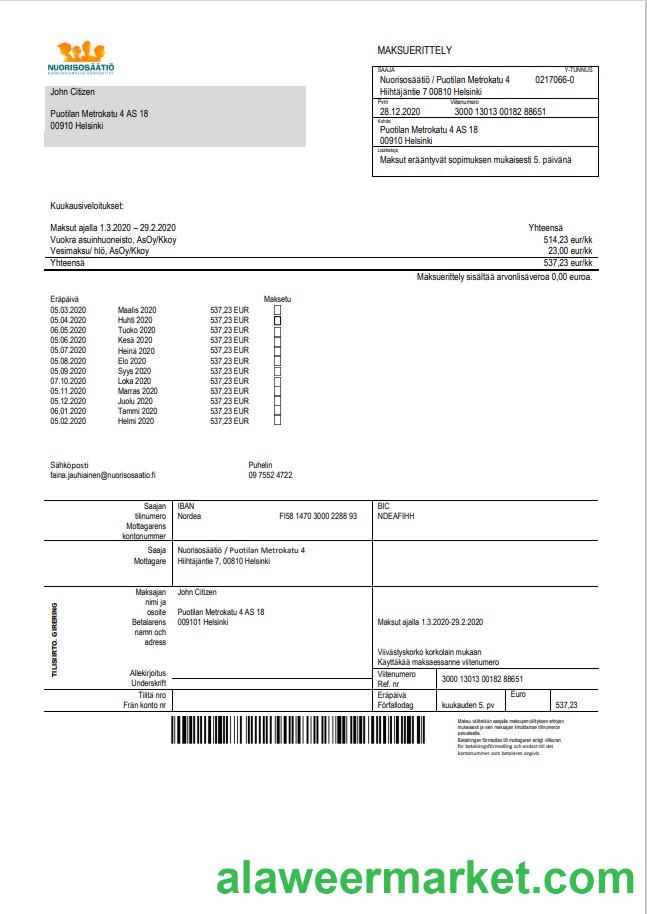 NUORISOSÄÄTIÖ
MAKSUERITTELY
John Citizen
Puotilan Metrokatu 4 AS 18
00910 Helsinki
SAAJA Y-TUNNUS
Nuorisosäätiö / Puotilan Metrokatu 4 0217066-0
Hiihtäjäntie 7 00810 Helsinki
Pvm Viitenumero
28.12.2020 3000 13013 00182 88651
Kohde
Puotilan Metrokatu 4 AS 18
00910 Helsinki
Lisätietoja
Maksut erääntyvät sopimuksen mukaisesti 5. päivänä
Kuukausiveloitukset:
Maksut ajalla 1.3.2020 – 29.2.2020 Yhteensä
Vuokra asuinhuoneisto, AsOy/Kkoy 514,23 eur/kk
Vesimaksu/ hlö, AsOy/Kkoy 23,00 eur/kk
Yhteensä 537,23 eur/kk
Maksuerittely sisältää arvonlisäveroa 0,00 euroa.
Eräpäivä Maksetu
05.03.2020 Maalis 2020 537,23 EUR
05.04.2020 Huhti 2020 537,23 EUR
06.05.2020 Tuoko 2020 537,23 EUR
05.06.2020 Kesä 2020 537,23 EUR
05.07.2020 Heinä 2020 537,23 EUR
05.08.2020 Elo 2020 537,23 EUR
05.09.2020 Syys 2020 537,23 EUR
07.10.2020 Loka 2020 537,23 EUR
05.11.2020 Marras 2020 537,23 EUR
05.12.2020 Juolu 2020 537,23 EUR
06.01.2020 Tammi 2020 537,23 EUR
05.02.2020 Helmi 2020 537,23 EUR
Sähköposti Puhelin
faina.jauhiainen@nuorisosaatio.fi 09 7552 4722
Saajan IBAN BIC
tilinumero Nordea FI58 1470 3000 2288 93 NDEAFIHH
Mottagarens
kontonummer
Saaja Nuorisosäätiö / Puotilan Metrokatu 4
Mottagare Hiihtäjäntie 7, 00810 Helsinki
TILISIIRTO. GIRERING
Maksajan John Citizen
nimi ja
osoite Puotilan Metrokatu 4 AS 18
Betalarens 009101 Helsinki Maksut ajalla 1.3.2020-29.2.2020
namn och
adress
Viivästyskorko korkolain mukaan
Käyttäkää maksaessanne viitenumero
Allekirjoitus Viitenumero
Underskrift Ref. nr 3000 13013 00182 88651
Tilitä nro Eräpäivä Euro
Från konto nr Förfallodag kuukauden 5. pv 537,23
Maksu välitetään saajalle maksujenvälityksen ehtojen
mukaisesti ja vain maksajan ilmoittaman tilinumeron
perusteella.
Betalningen förmedlas till mottagaren enligt villkoren
för betalningsförmedling och endast till det
kontonummer som betalaren angivit.
alaweermarket.com